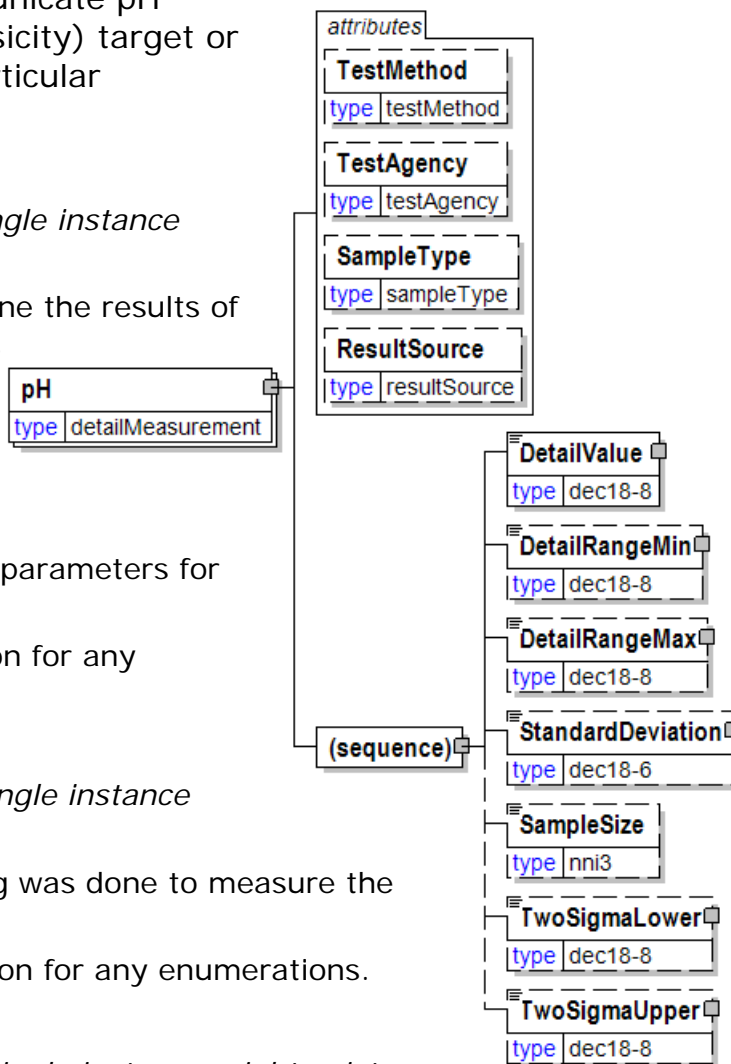 pH
sicity) target or
ticular
ngle instance
ne the results of
parameters for
on for any
ngle instance
g was done to measure the
on for any enumerations.
attributes
TestMethod
type testMethod
TestAgency
type testAgency
SampleType
type sampleType
ResultSource
type resultSource
pH
type detailMeasurement
(sequence)
DetailValue
type dec18-8
DetailRangeMin
type dec18-8
DetailRangeMax
type dec18-8
StandardDeviation
type dec18-6
SampleSize
type nni3
TwoSigmaLower
type dec18-8
TwoSigmaUpper
type dec18-8